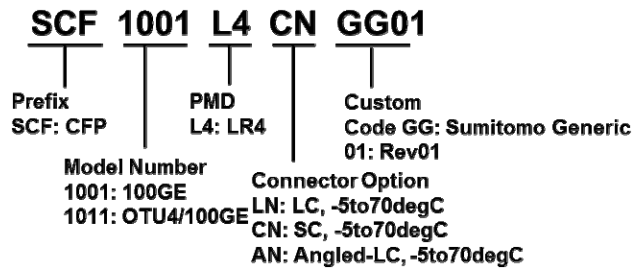 SCF 1001 L4 CN GG01
Prefix
SCF: CFP
PMD
L4: LR4
Custom
Code GG: Sumitomo Generic
01: Rev01
Model Number
1001: 100GE
1011: OTU4/100GE
Connector Option
LN: LC, -5to70degC
CN: SC, -5to70degC
AN: Angled-LC, -5to70degC